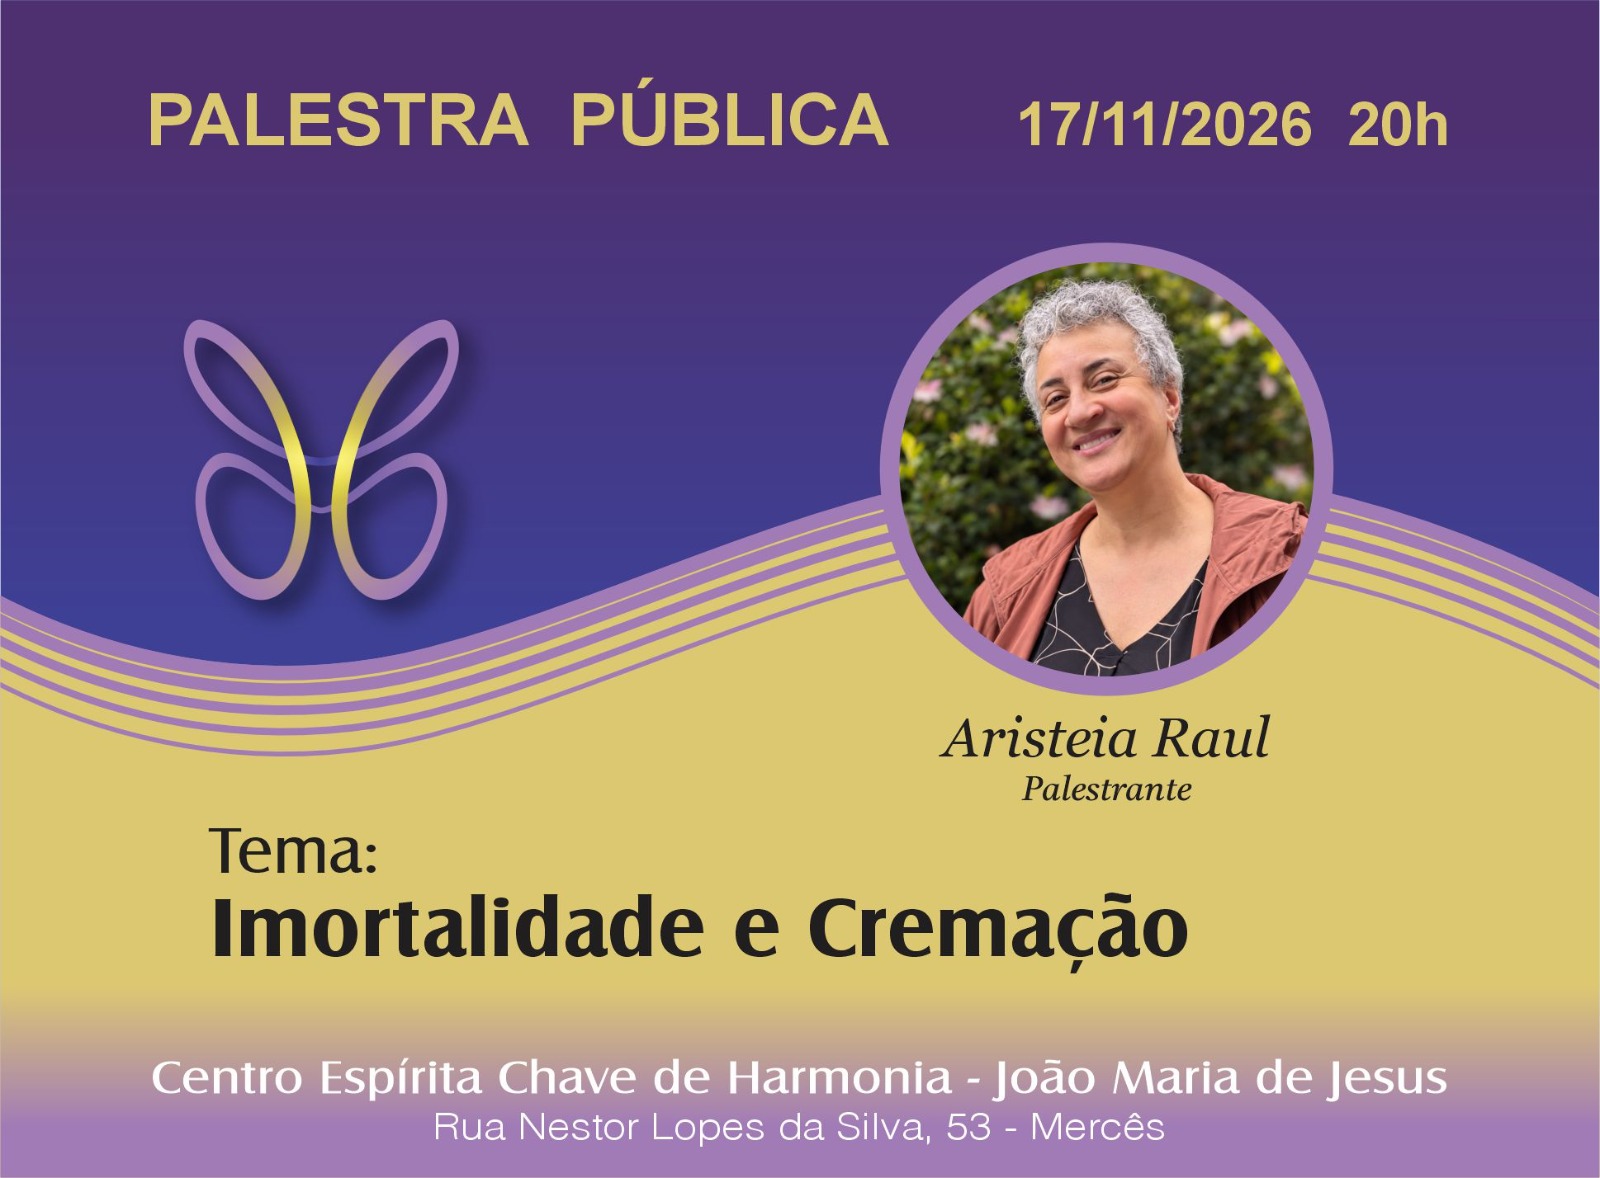 PALESTRA PÚBLICA 17/11/2026 20h
Aristeia Raul
Palestrante
Tema:
Imortalidade e Cremação
Centro Espírita Chave de Harmonia - João Maria de Jesus
Rua Nestor Lopes da Silva, 53 - Mercês